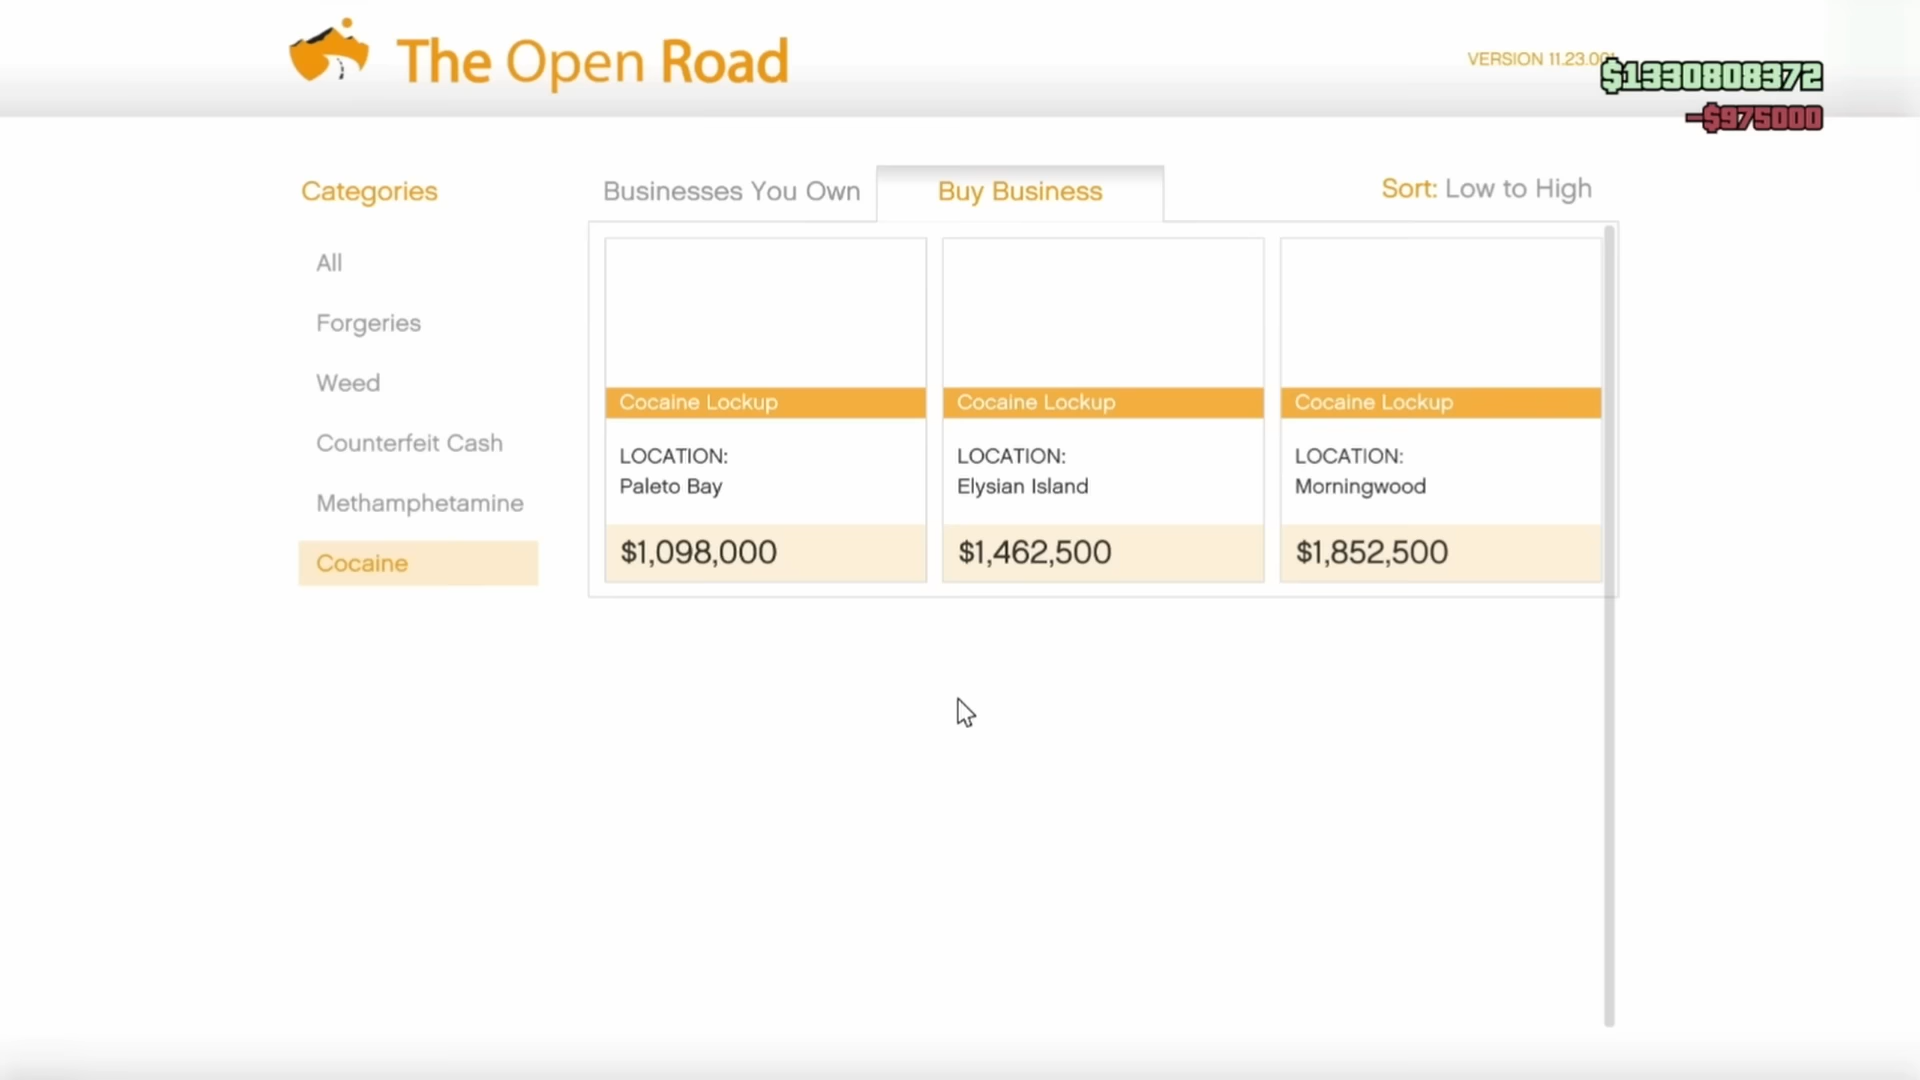 The Open Road
VERSION 11.23.001
$1330808372
-$975000
Categories
Businesses You Own
Buy Business
Sort: Low to High
All
Forgeries
Weed
Counterfeit Cash
Methamphetamine
Cocaine
Cocaine Lockup
LOCATION:
Paleto Bay
$1,098,000
Cocaine Lockup
LOCATION:
Elysian Island
$1,462,500
Cocaine Lockup
LOCATION:
Morningwood
$1,852,500